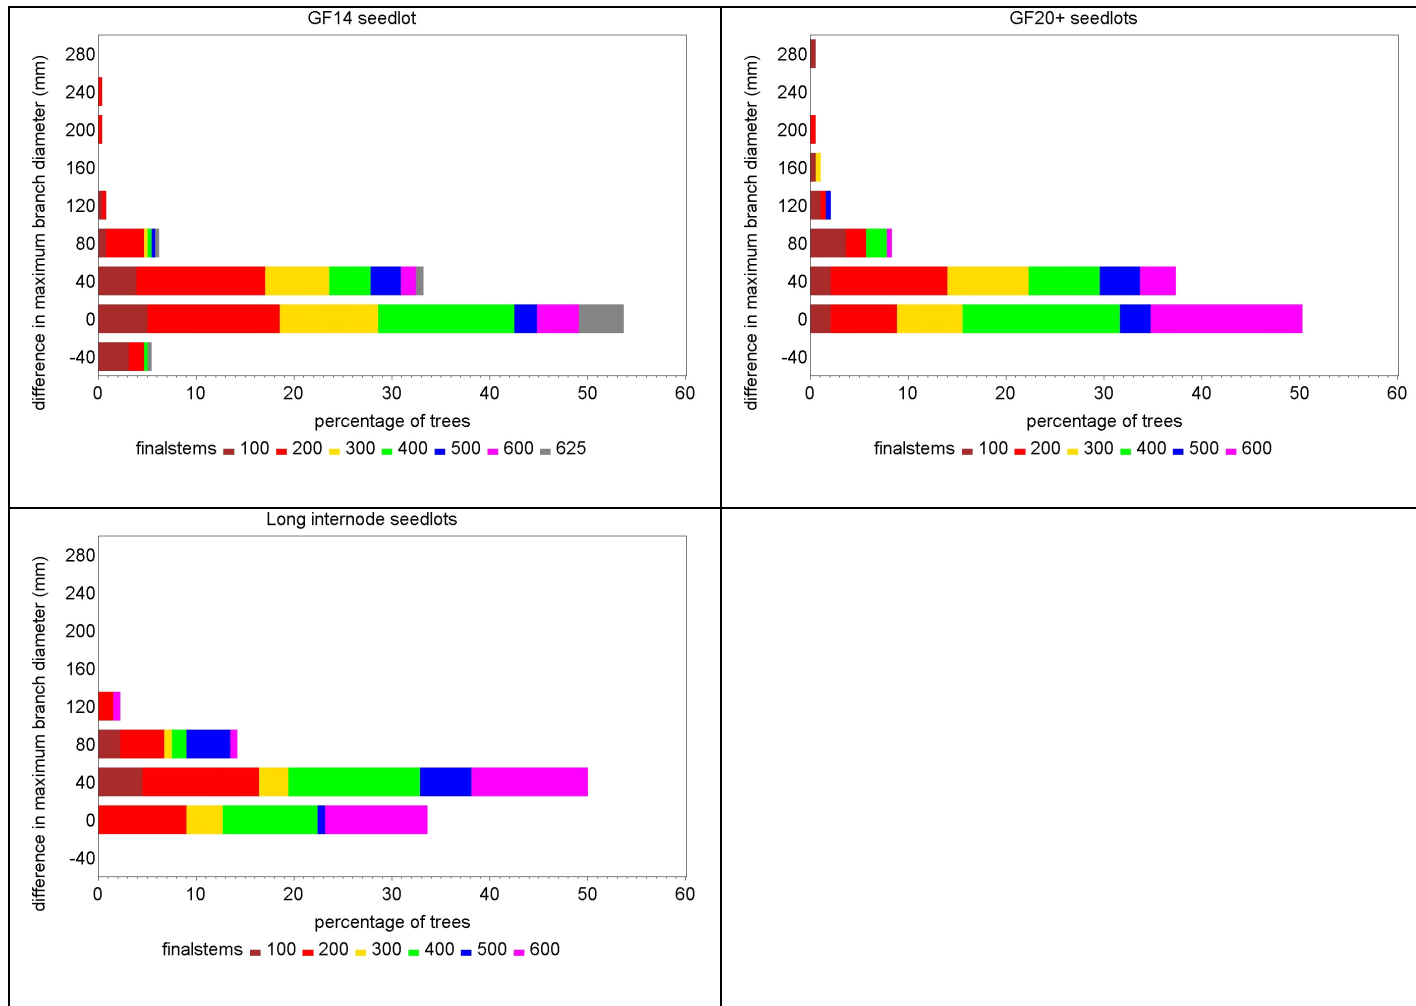 GF14 seedlot
difference in maximum branch diameter (mm)
280
240
200
160
120
80
40
0
-40
0 10 20 30 40 50 60
percentage of trees
finalstems 100 200 300 400 500 600 625
GF20+ seedlots
difference in maximum branch diameter (mm)
280
240
200
160
120
80
40
0
-40
0 10 20 30 40 50 60
percentage of trees
finalstems 100 200 300 400 500 600
Long internode seedlots
difference in maximum branch diameter (mm)
280
240
200
160
120
80
40
0
-40
0 10 20 30 40 50 60
percentage of trees
finalstems 100 200 300 400 500 600